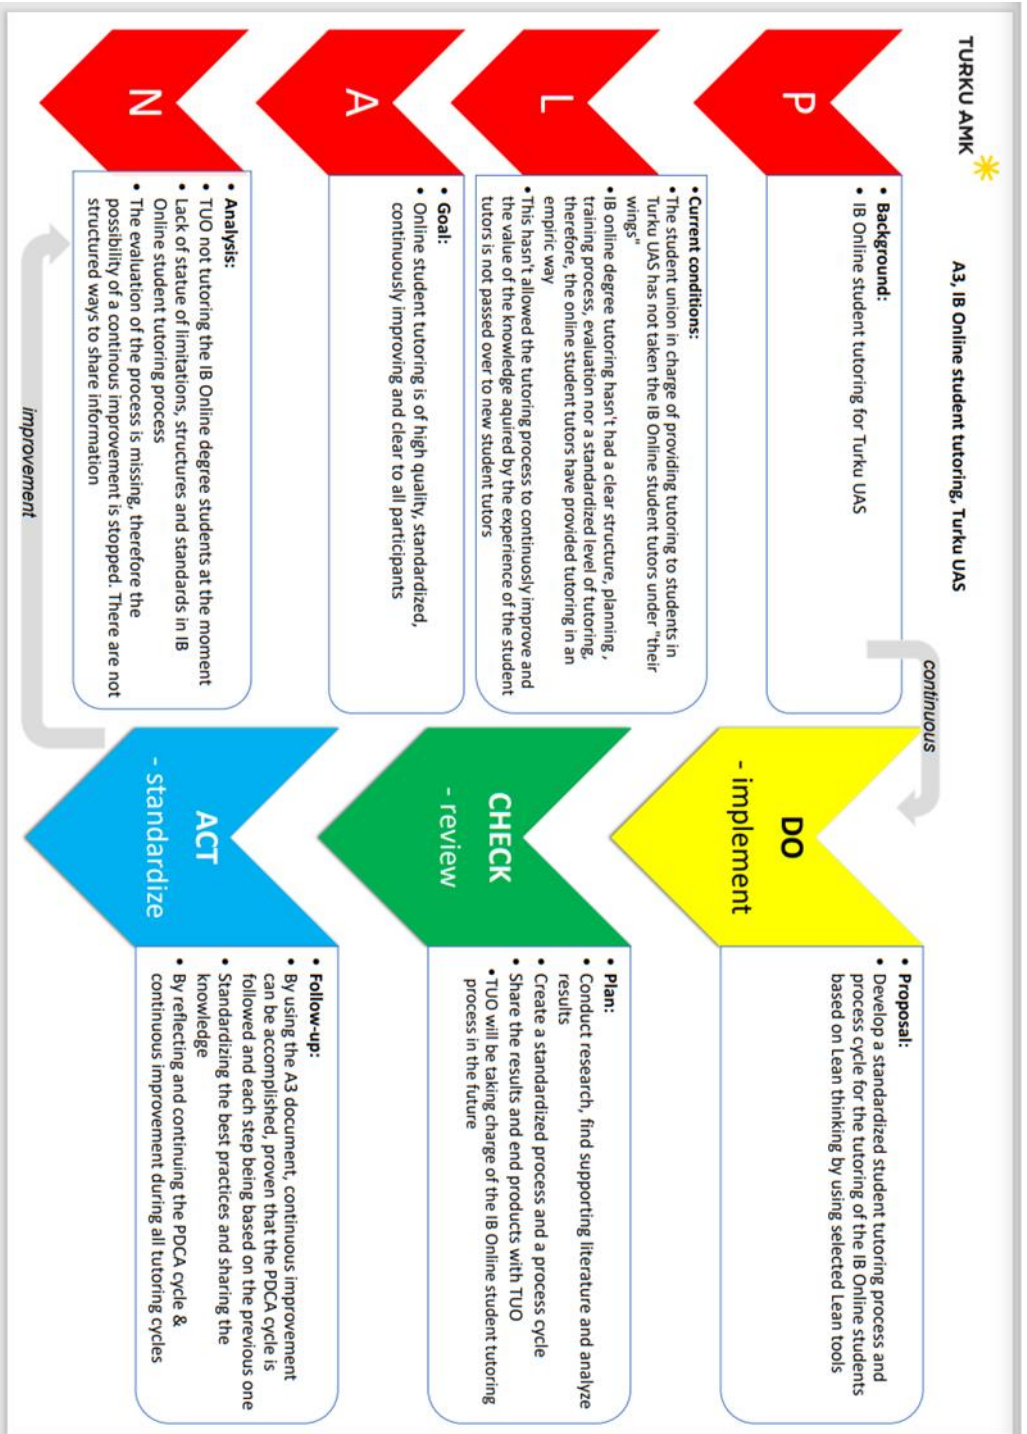 TURKU AMK
A3, IB Online student tutoring, Turku UAS
P
• Background:
• IB Online student tutoring for Turku UAS
L
• Current conditions:
• The student union in charge of providing tutoring to students in
Turku UAS has not taken the IB Online student tutors under "their
wings"
• IB online degree tutoring hasn't had a clear structure, planning,
training process, evaluation nor a standardized level of tutoring,
therefore, the online student tutors have provided tutoring in an
empiric way
• This hasn't allowed the tutoring process to continuosly improve and
the value of the knowledge aquired by the experience of the student
tutors is not passed over to new student tutors
A
• Goal:
• Online student tutoring is of high quality, standardized,
continuously improving and clear to all participants
N
• Analysis:
• TUO not tutoring the IB Online degree students at the moment
• Lack of statue of limitations, structures and standards in IB
Online student tutoring process
• The evaluation of the process is missing, therefore the
possibility of a continous improvement is stopped. There are not
structured ways to share information
continuous
DO
- implement
• Proposal:
• Develop a standardized student tutoring process and
process cycle for the tutoring of the IB Online students
based on Lean thinking by using selected Lean tools
CHECK
- review
• Plan:
• Conduct research, find supporting literature and analyze
results
• Create a standardized process and a process cycle
• Share the results and end products with TUO
• TUO will be taking charge of the IB Online student tutoring
process in the future
ACT
- standardize
• Follow-up:
• By using the A3 document, continuous improvement
can be accomplished, proven that the PDCA cycle is
followed and each step being based on the previous one
• Standardizing the best practices and sharing the
knowledge
• By reflecting and continuing the PDCA cycle &
continuous improvement during all tutoring cycles
improvement